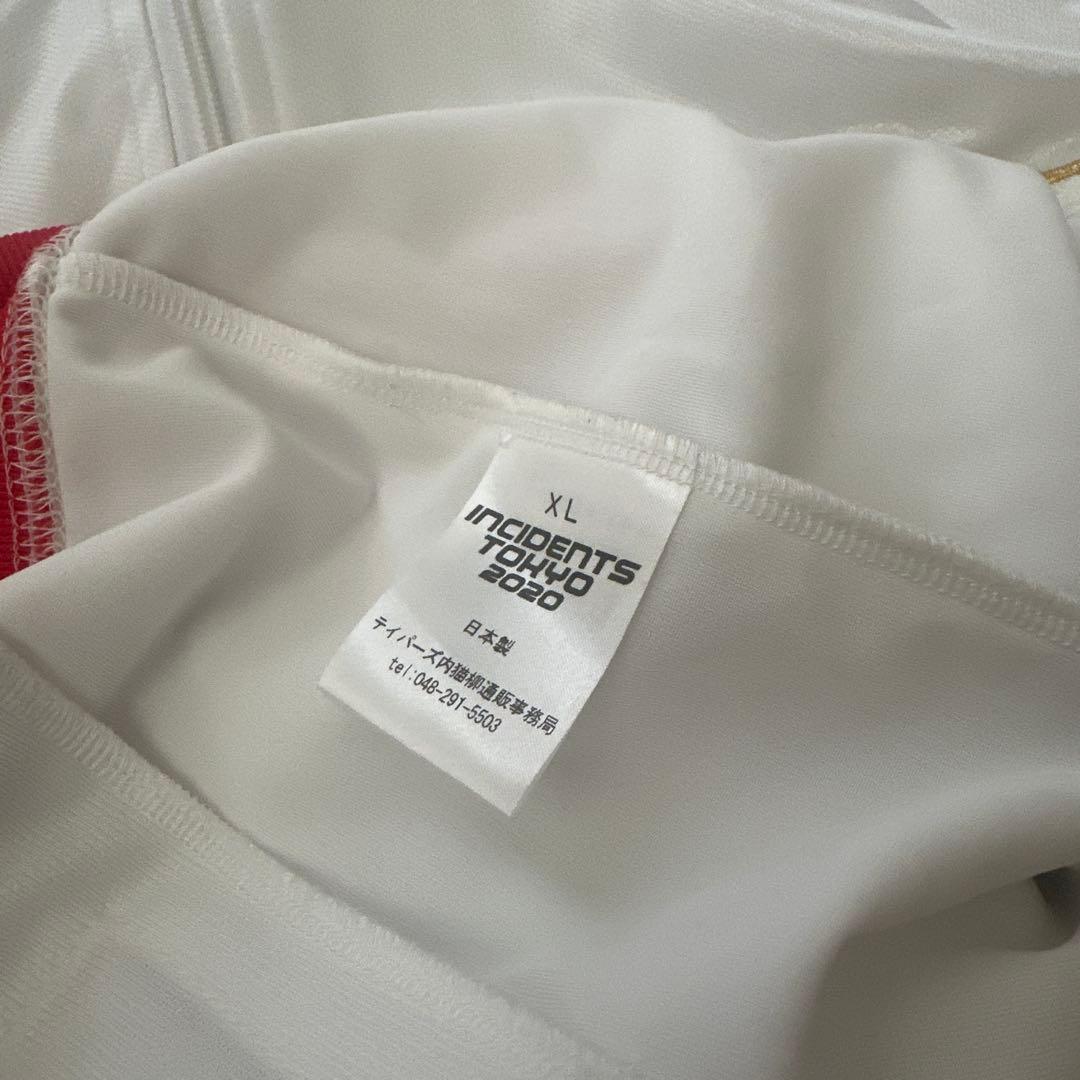 XL
INCIDENTS
TOKYO
2020
日本製
テイパーズ内猫柳通販事務局
tel:048-291-5503